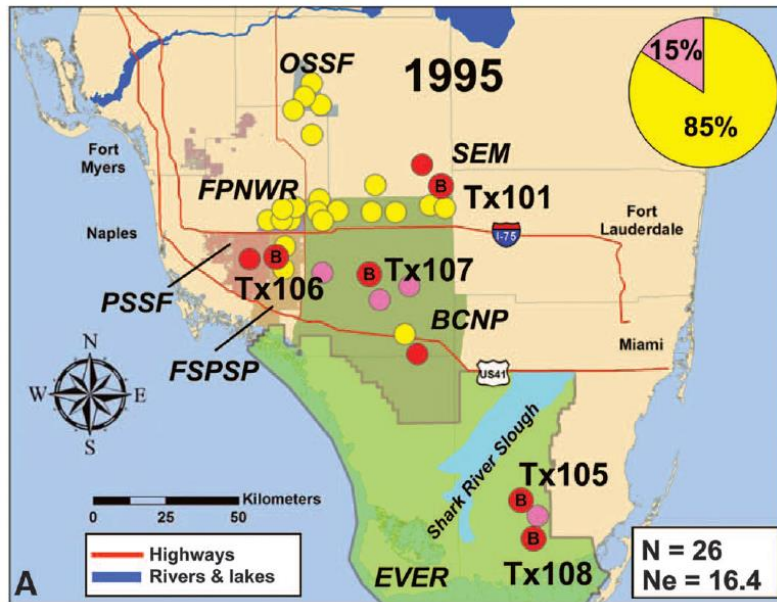 OSSF
1995
15%
85%
Fort
Myers
SEM
FPNWR
B
Tx101
Fort
Lauderdale
I-75
Naples
B
B
Tx107
PSSF
Tx106
BCNP
FSPSP
Miami
US41
N
W
E
S
Shark River Slough
Tx105
B
B
Tx108
Kilometers
0
25
50
Highways
Rivers & lakes
A
EVER
N = 26
Ne = 16.4